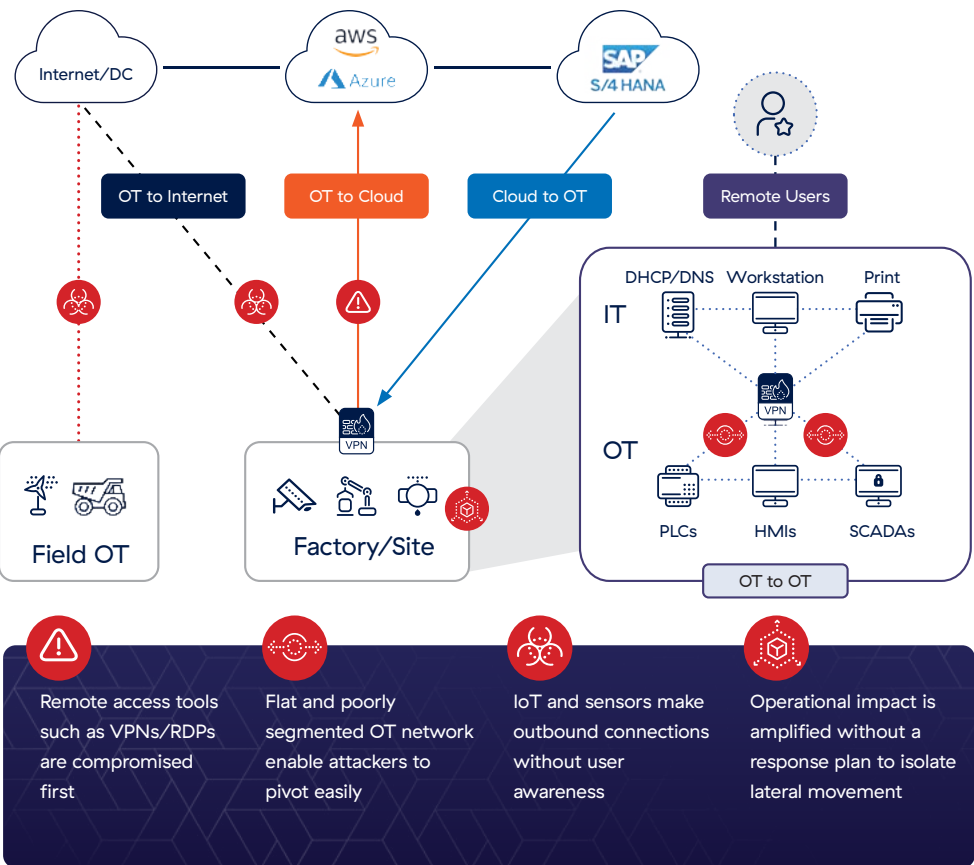 Internet/DC
aws
Azure
SAP
S/4 HANA
OT to Internet
OT to Cloud
Cloud to OT
Remote Users
DHCP/DNS
Workstation
Print
IT
VPN
OT
PLCs
HMIs
SCADAs
OT to OT
VPN
Field OT
Factory/Site
Remote access tools
such as VPNs/RDPs
are compromised
first
Flat and poorly
segmented OT network
enable attackers to
pivot easily
IoT and sensors make
outbound connections
without user
awareness
Operational impact is
amplified without a
response plan to isolate
lateral movement